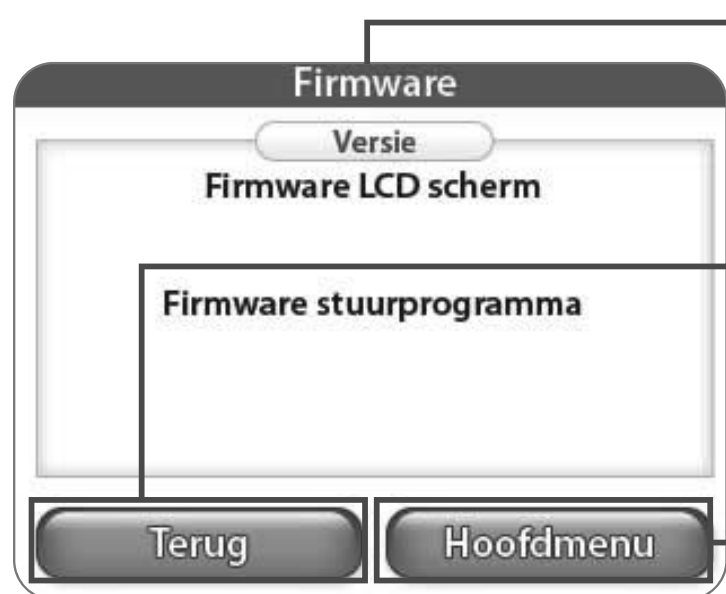 Firmware
Versie
Firmware LCD scherm
Firmware stuurprogramma
Terug
Hoofdmenu